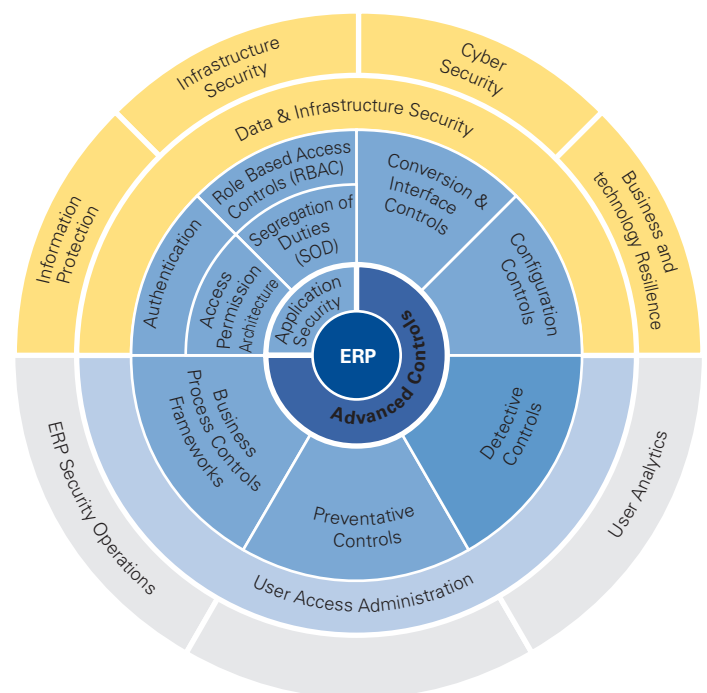 Infrastructure
Security
Cyber
Security
Information
Protection
Business and
technology Resillence
Data & Infrastructure Security
Role Based Access
Controls (RBAC)
Segregation of
Duties
(SOD)
Conversion &
Interface
Controls
Authentication
Access
Permission
Architecture
Configuration
Controls
Application
Security
ERP
Advanced Controls
Business
Process Controls
Frameworks
Preventative
Controls
Detective
Controls
User Access Administration
ERP Security Operations
User Analytics